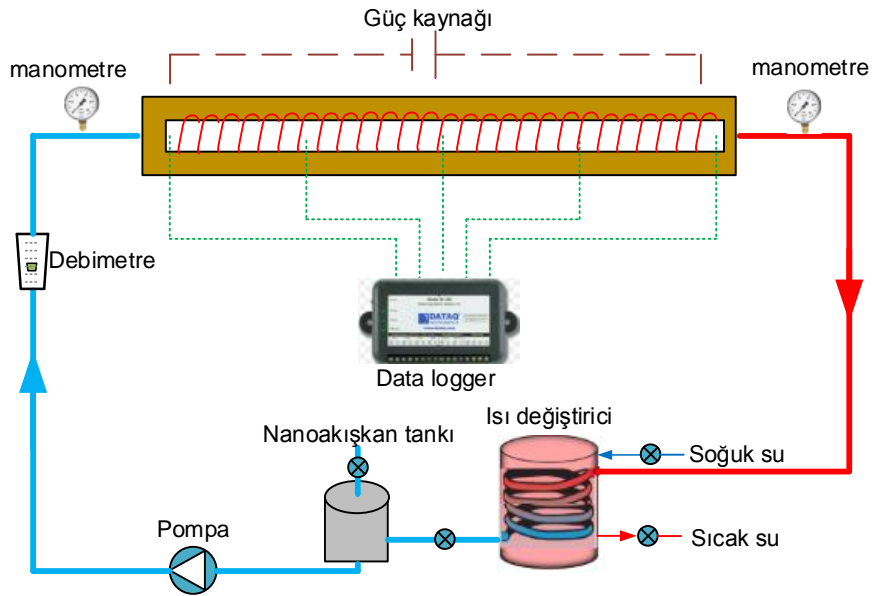 Güç kaynağı
manometre
manometre
Debimetre
DATAQ
Data logger
Isı değiştirici
Nanoakışkan tankı
Soğuk su
Pompa
Sıcak su